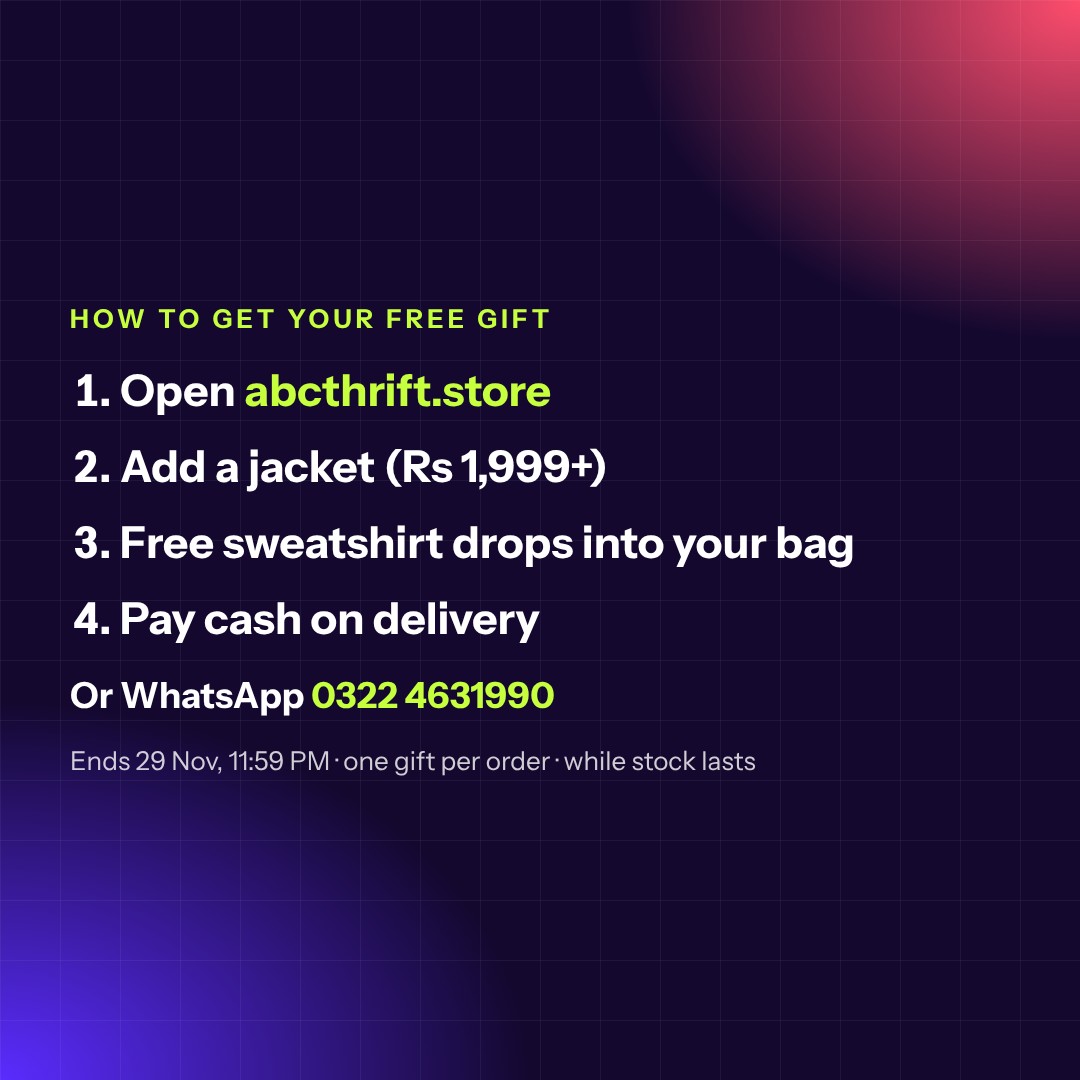 HOW TO GET YOUR FREE GIFT
1. Open abcthrift.store
2. Add a jacket (Rs 1,999+)
3. Free sweatshirt drops into your bag
4. Pay cash on delivery
Or WhatsApp 0322 4631990
Ends 29 Nov, 11:59 PM · one gift per order · while stock lasts